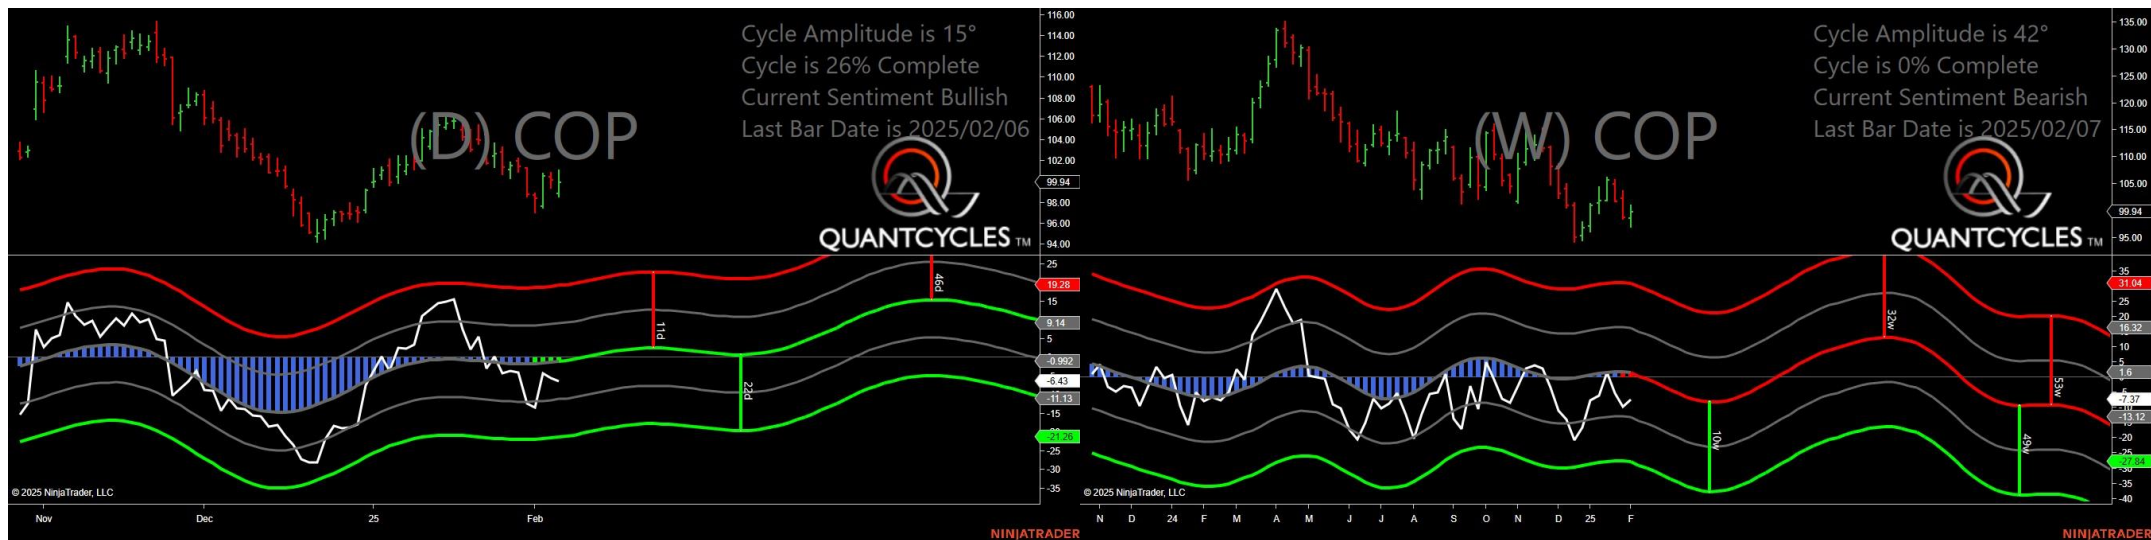 Cycle Amplitude is 15°
Cycle is 26% Complete
Current Sentiment Bullish
Last Bar Date is 2025/02/06
(D) COP
QUANTCYCLES TM
116.00
114.00
112.00
110.00
108.00
106.00
104.00
102.00
99.94
98.00
96.00
94.00
25
19.28
15
9.14
5
-0.992
-6.43
-11.13
-15
-21.26
-25
-30
-35
11d
22d
46d
© 2025 NinjaTrader, LLC
Nov
Dec
25
Feb
NINJATRADER
Cycle Amplitude is 42°
Cycle is 0% Complete
Current Sentiment Bearish
Last Bar Date is 2025/02/07
(W) COP
QUANTCYCLES TM
135.00
130.00
125.00
120.00
115.00
110.00
105.00
99.94
95.00
35
31.04
25
20
16.32
10
5
1.6
-7.37
-13.12
-20
-25
-27.84
-30
-35
-40
10w
32w
49w
53w
© 2025 NinjaTrader, LLC
N D 24 F M A M J J A S O N D 25 F
NINJATRADER